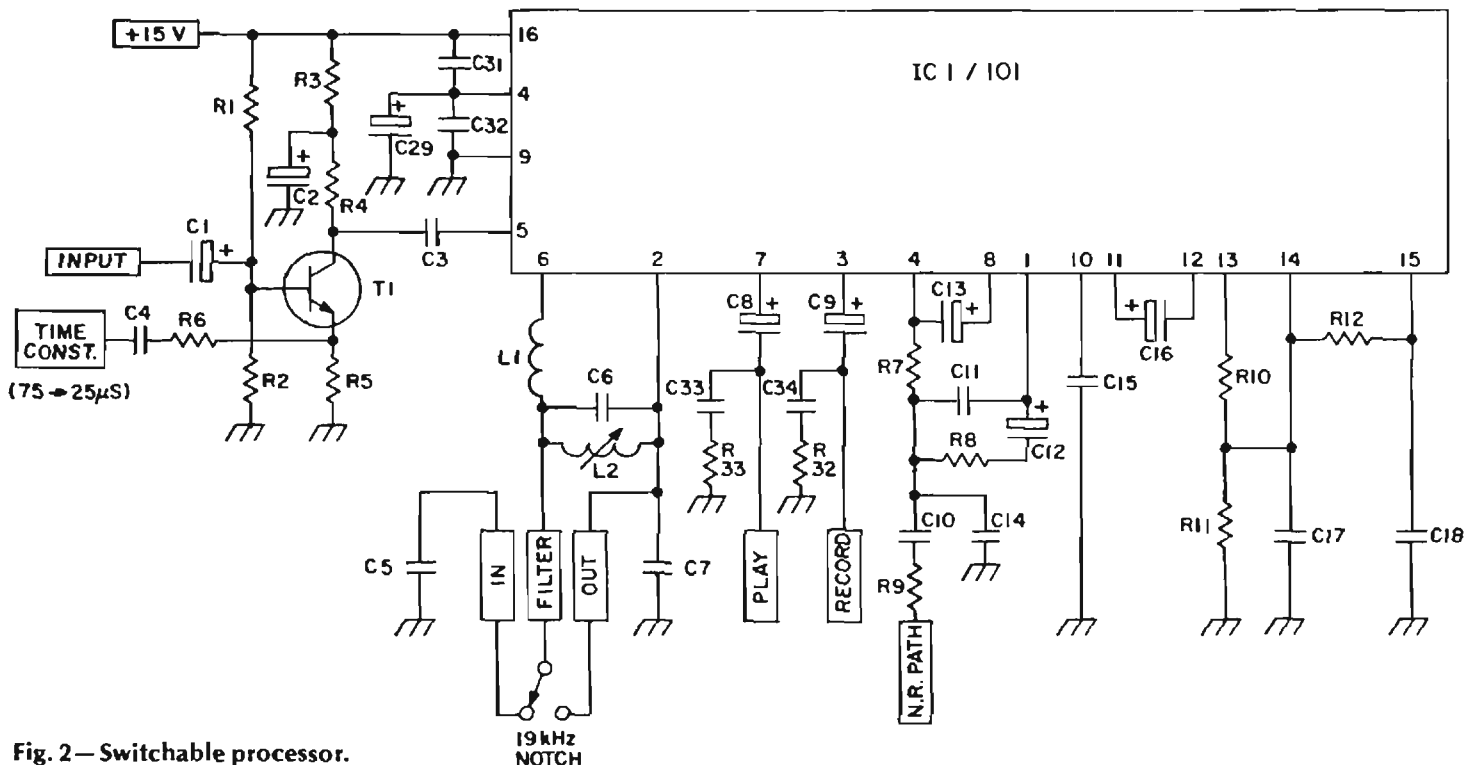 +15 V
16
R3
C31
IC 1 / 101
R1
4
+
C32
C29
9
+
C2
R4
C1
+
5
INPUT
C3
6
2
7
3
4
8
1
10
11
12
13
14
15
T1
C4
R6
TIME
CONST.
(75→25µS)
R2
R5
L1
C6
L2
C8
+
C9
+
C13
+
R7
C11
+
C12
R8
C15
+
C16
R12
R10
C33
R
33
C34
R
32
C10
C14
R11
C17
C18
C5
IN
FILTER
OUT
C7
PLAY
RECORD
R9
N.R. PATH
19kHz
NOTCH
Fig. 2—Switchable processor.